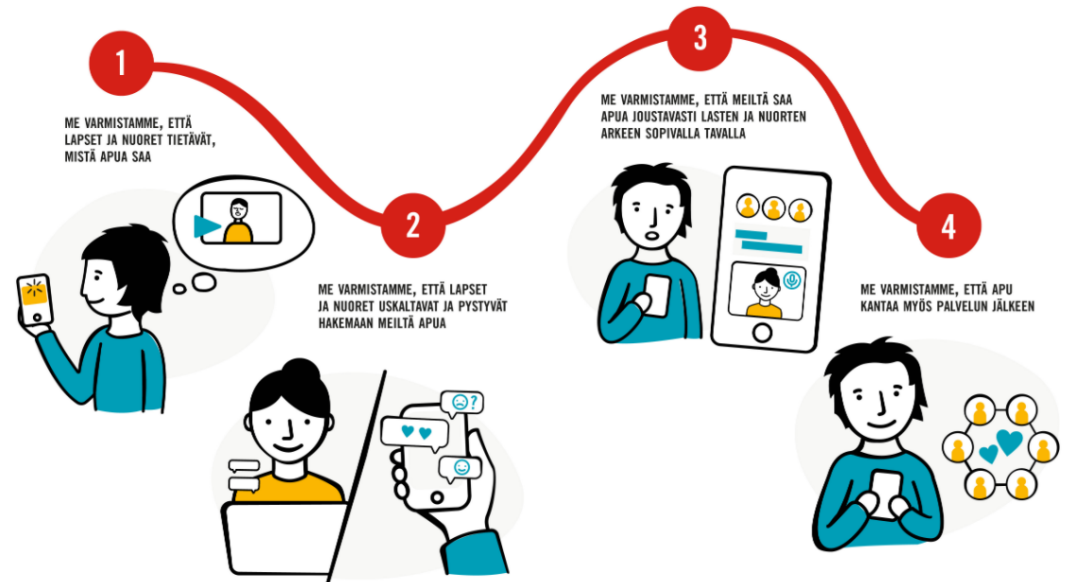 1
ME VARMISTAMME, ETTÄ
LAPSET JA NUORET TIETÄVÄT,
MISTÄ APUA SAA
2
ME VARMISTAMME, ETTÄ LAPSET
JA NUORET USKALTAVAT JA PYSTYVÄT
HAKEMAAN MEILTÄ APUA
?
3
ME VARMISTAMME, ETTÄ MEILTÄ SAA
APUA JOUSTAVASTI LASTEN JA NUORTEN
ARKEEN SOPIVALLA TAVALLA
4
ME VARMISTAMME, ETTÄ APU
KANTAA MYÖS PALVELUN JÄLKEEN